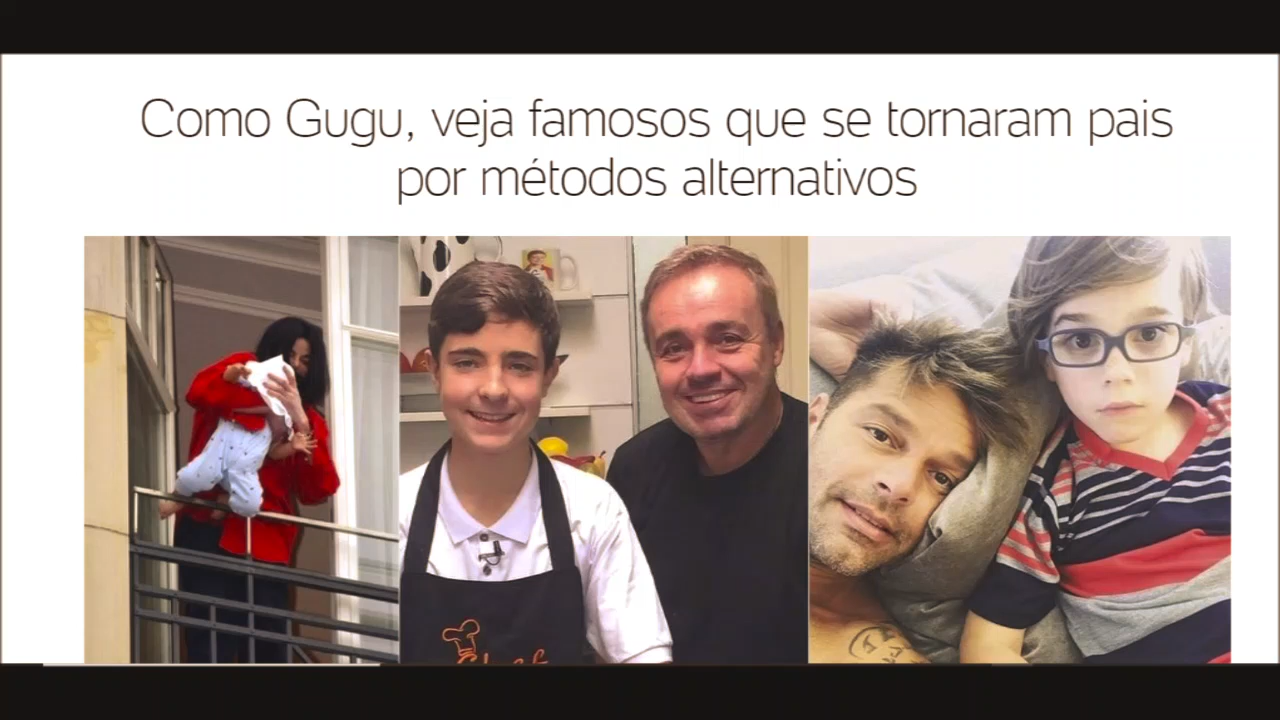 Como Gugu, veja famosos que se tornaram pais
por métodos alternativos